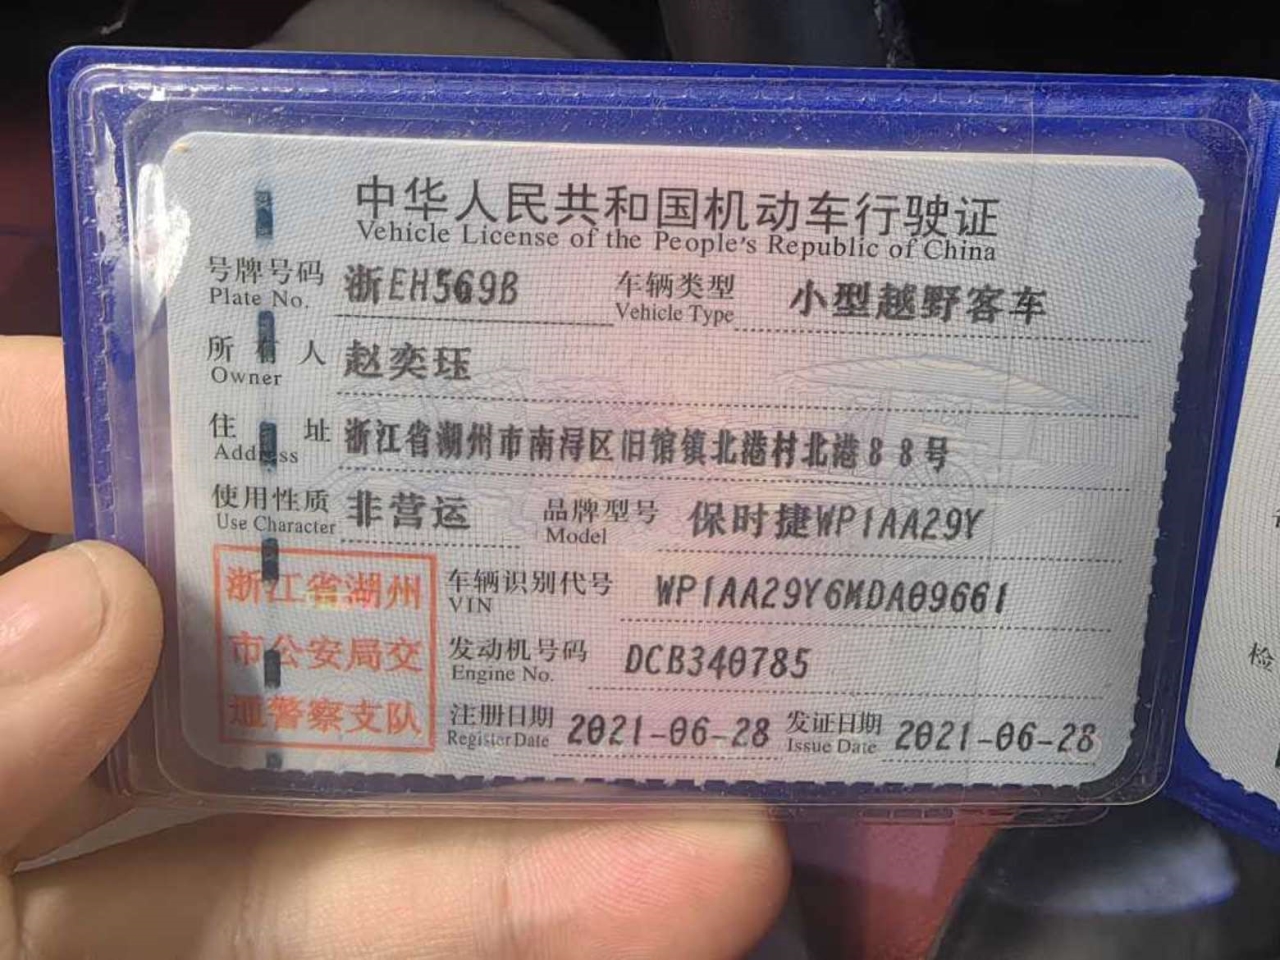 中华人民共和国机动车行驶证
Vehicle License of the People's Republic of China
号牌号码 浙EH569B 车辆类型 小型越野客车
Plate No. Vehicle Type
所有人 赵奕珏
Owner
住址 浙江省湖州市南浔区旧馆镇北港村北港88号
Address
使用性质 非营运 品牌型号 保时捷WP1AA29Y
Use Character Model
浙江省湖州
市公安局交
通警察支队
车辆识别代号 WP1AA29Y6MDA09661
VIN
发动机号码 DCB340785
Engine No.
注册日期 2021-06-28 发证日期 2021-06-28
Register Date Issue Date
检